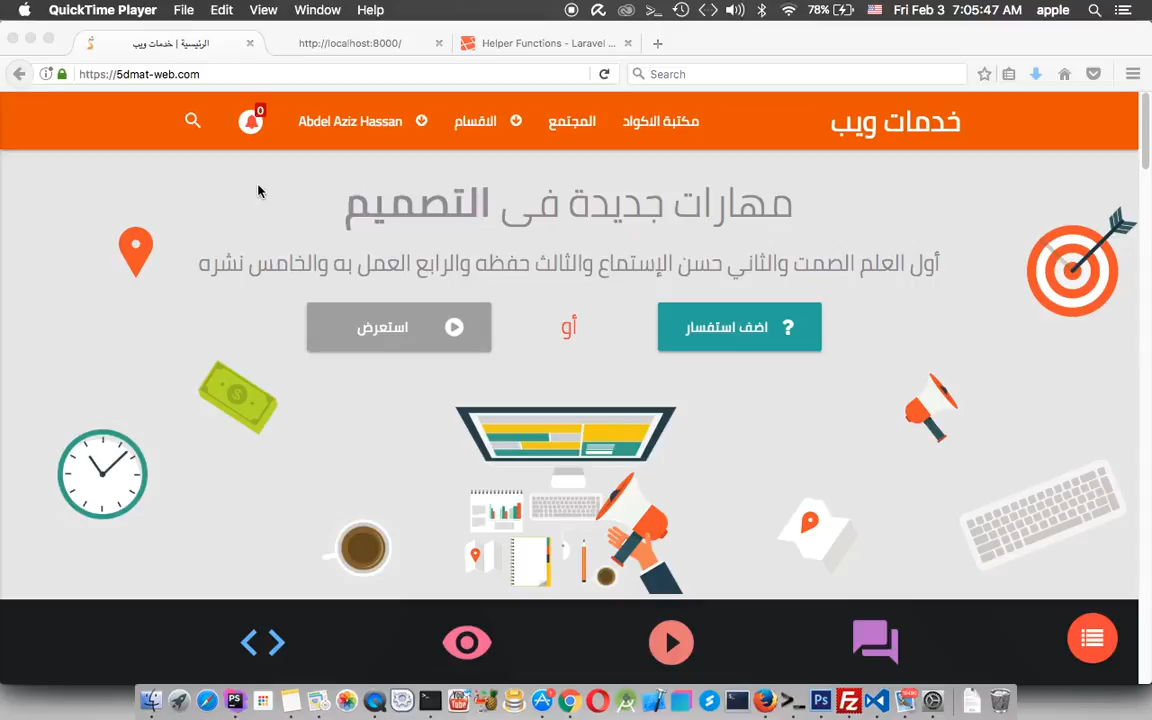 QuickTime Player File Edit View Window Help 78% Fri Feb 3 7:05:47 AM apple
الرئيسية | خدمات ويب http://localhost:8000/ Helper Functions - Laravel ...
https://5dmat-web.com Search
خدمات ويب مكتبة الاكواد المجتمع الاقسام Abdel Aziz Hassan 0
مهارات جديدة فى التصميم
أول العلم الصمت والثاني حسن الإستماع والثالث حفظه والرابع العمل به والخامس نشره
اضف استفسار أو استعرض